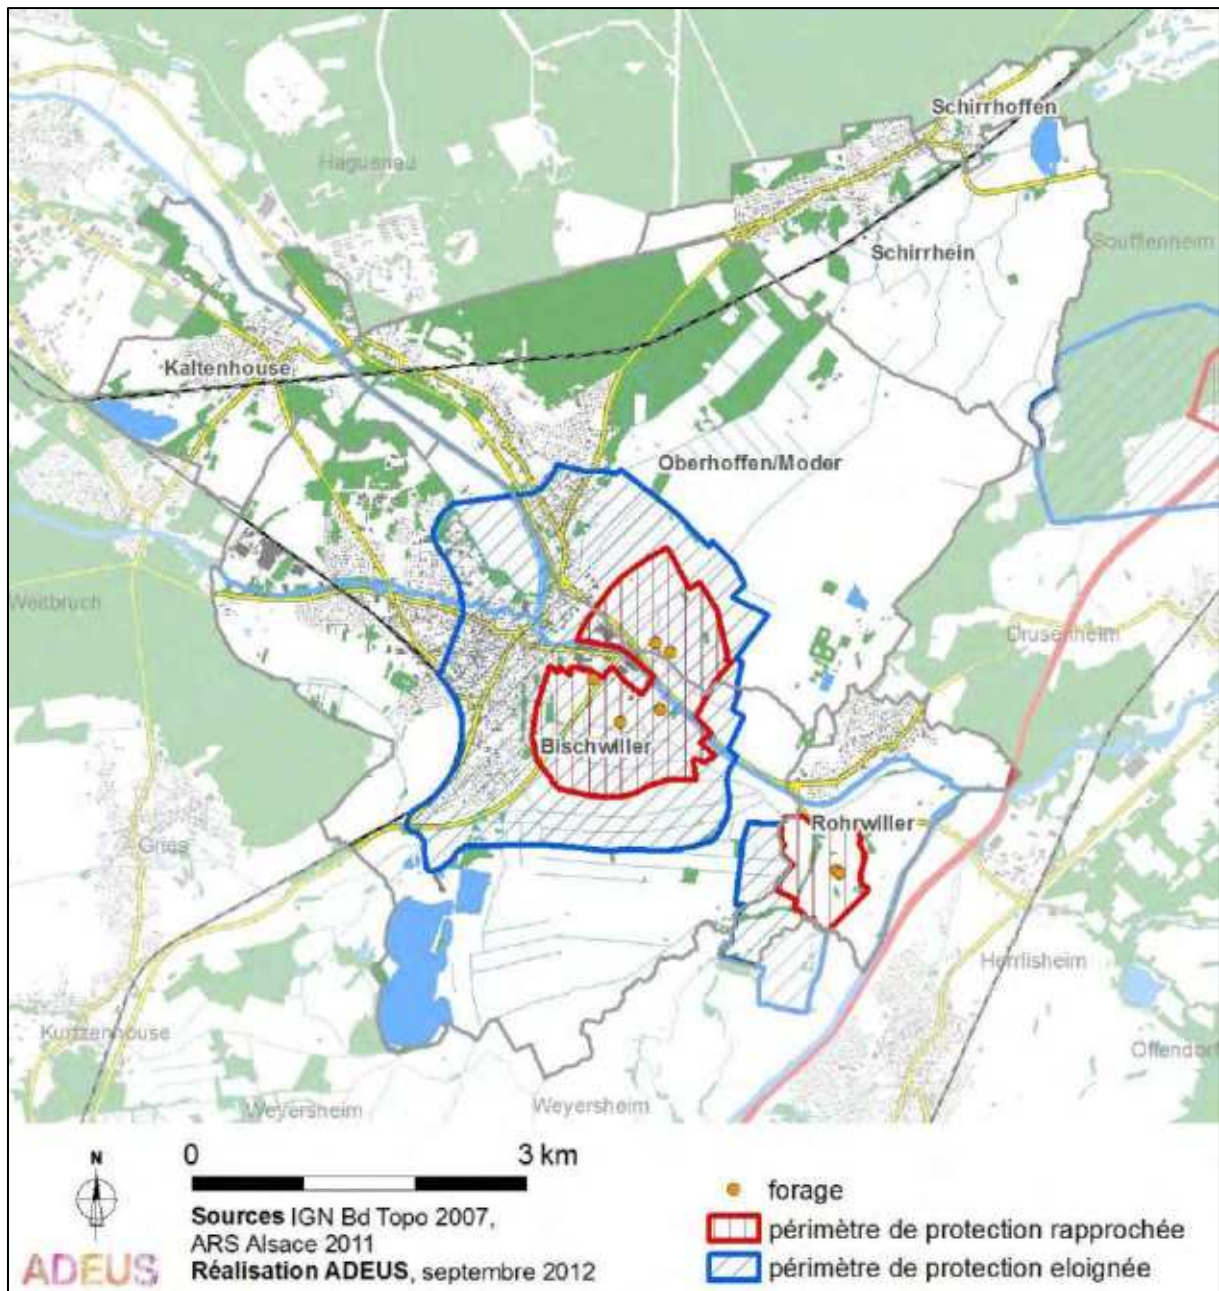 Schirrhoffen
Haguenau
Soufflenheim
Schirrhein
Kaltenhouse
Oberhoffen/Moder
Weitbruch
Drusenheim
Bischwiller
Rohrwiller
Gries
Herrlisheim
Kurtzenhouse
Offendorf
Weyersheim
Weyersheim
N
0 3 km
Sources IGN Bd Topo 2007,
ARS Alsace 2011
Réalisation ADEUS, septembre 2012
ADEUS
forage
périmètre de protection rapprochée
périmètre de protection eloignée